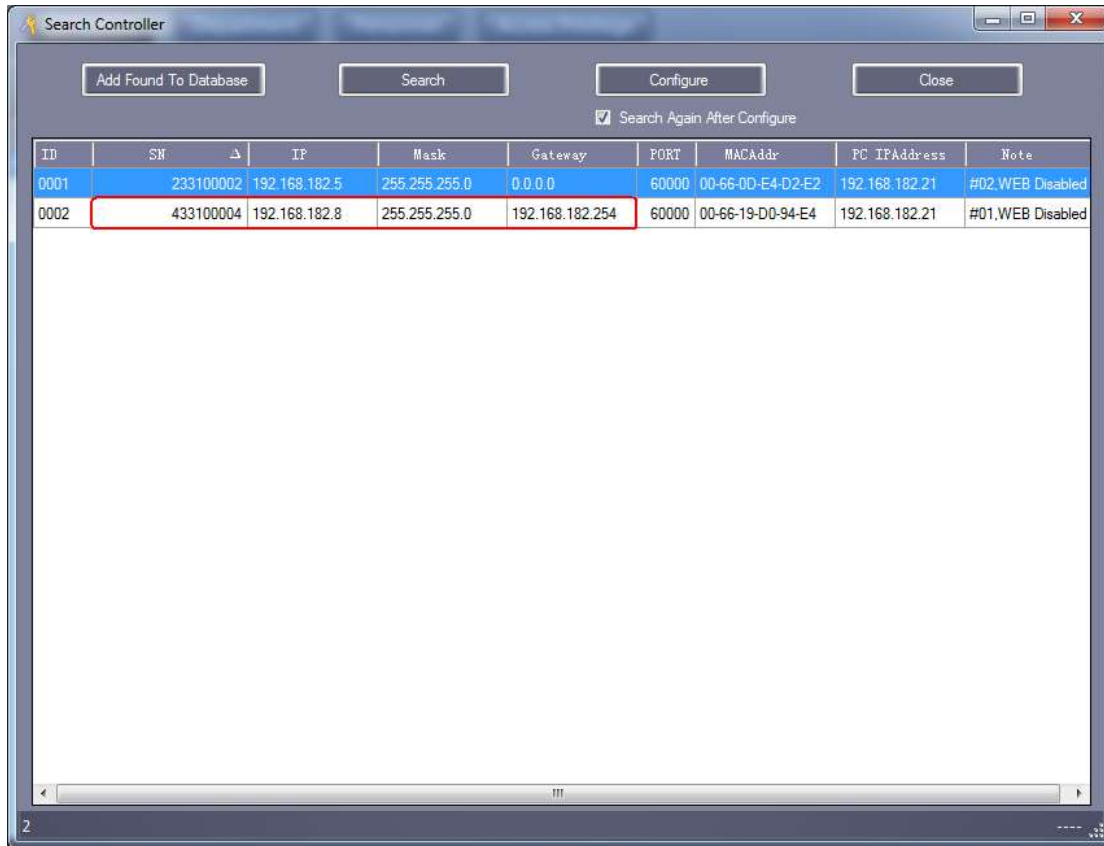 Search Controller
Add Found To Database Search Configure Close
Search Again After Configure
ID SN IP Mask Gateway PORT MACAddr PC IPAddress Note
0001 233100002 192.168.182.5 255.255.255.0 0.0.0.0 60000 00-66-0D-E4-D2-E2 192.168.182.21 #02,WEB Disabled
0002 433100004 192.168.182.8 255.255.255.0 192.168.182.254 60000 00-66-19-D0-94-E4 192.168.182.21 #01,WEB Disabled
2 ----